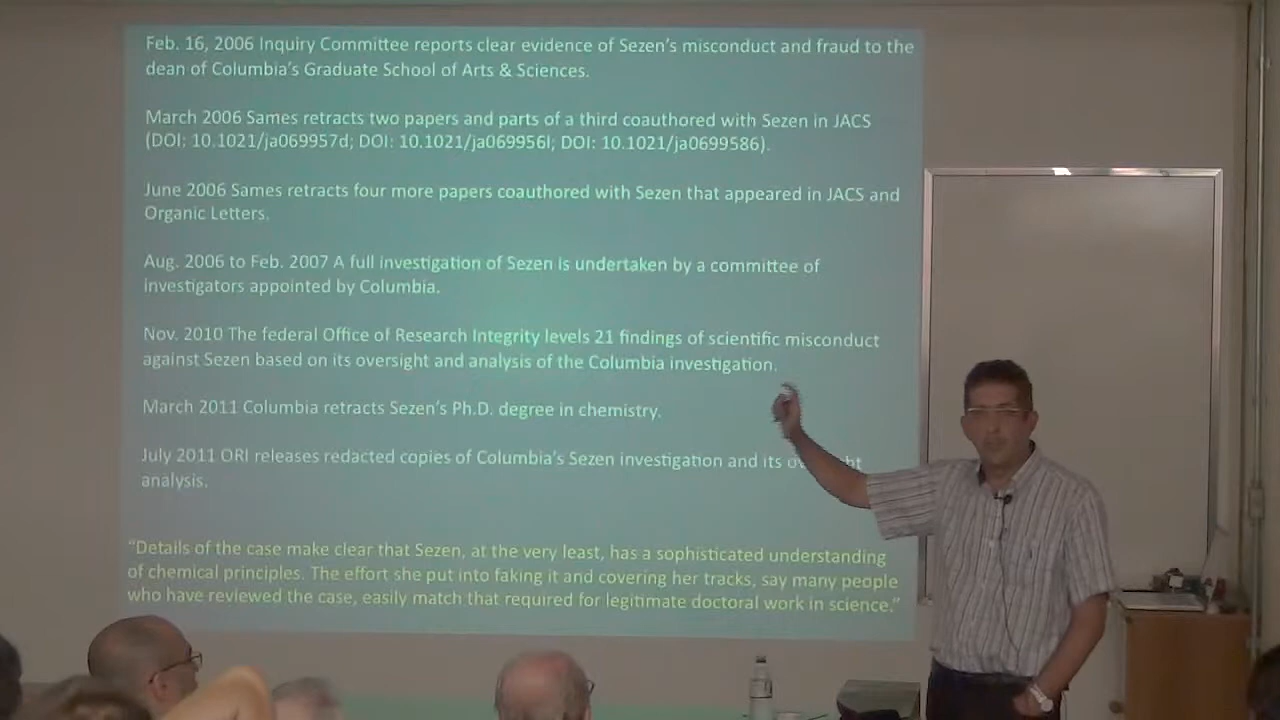 Feb. 16, 2006 Inquiry Committee reports clear evidence of Sezen's misconduct and fraud to the
dean of Columbia's Graduate School of Arts & Sciences.
March 2006 Sames retracts two papers and parts of a third coauthored with Sezen in JACS
(DOI: 10.1021/ja069957d; DOI: 10.1021/ja069956l; DOI: 10.1021/ja0699586).
June 2006 Sames retracts four more papers coauthored with Sezen that appeared in JACS and
Organic Letters.
Aug. 2006 to Feb. 2007 A full investigation of Sezen is undertaken by a committee of
investigators appointed by Columbia.
Nov. 2010 The federal Office of Research Integrity levels 21 findings of scientific misconduct
against Sezen based on its oversight and analysis of the Columbia investigation.
March 2011 Columbia retracts Sezen's Ph.D. degree in chemistry.
July 2011 ORI releases redacted copies of Columbia's Sezen investigation and its
analysis.
"Details of the case make clear that Sezen, at the very least, has a sophisticated understanding
of chemical principles. The effort she put into faking it and covering her tracks, say many people
who have reviewed the case, easily match that required for legitimate doctoral work in science."